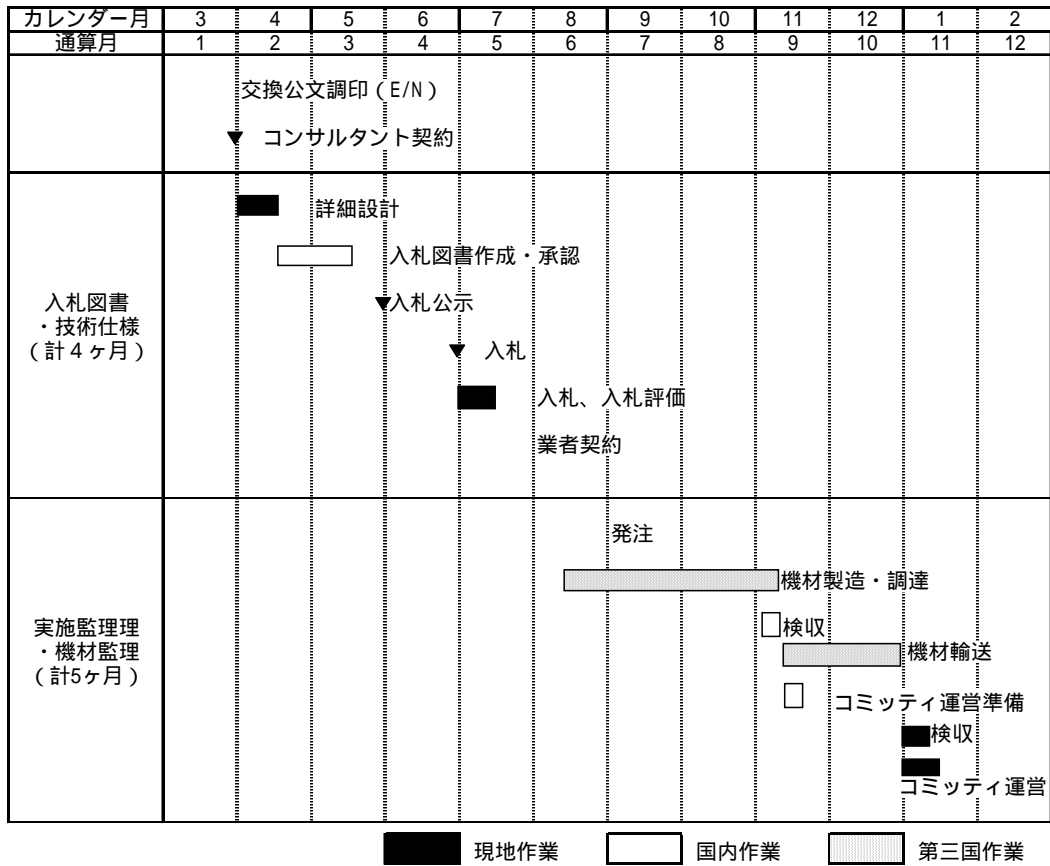 カレンダー月 3 4 5 6 7 8 9 10 11 12 1 2
通算月 1 2 3 4 5 6 7 8 9 10 11 12
交換公文調印（E/N）
コンサルタント契約
入札図書
・技術仕様
（計４ヶ月）
詳細設計
入札図書作成・承認
入札公示
入札
入札、入札評価
業者契約
実施監理理
・機材監理
（計5ヶ月）
発注
機材製造・調達
検収
機材輸送
コミッティ運営準備
検収
コミッティ運営
現地作業 国内作業 第三国作業